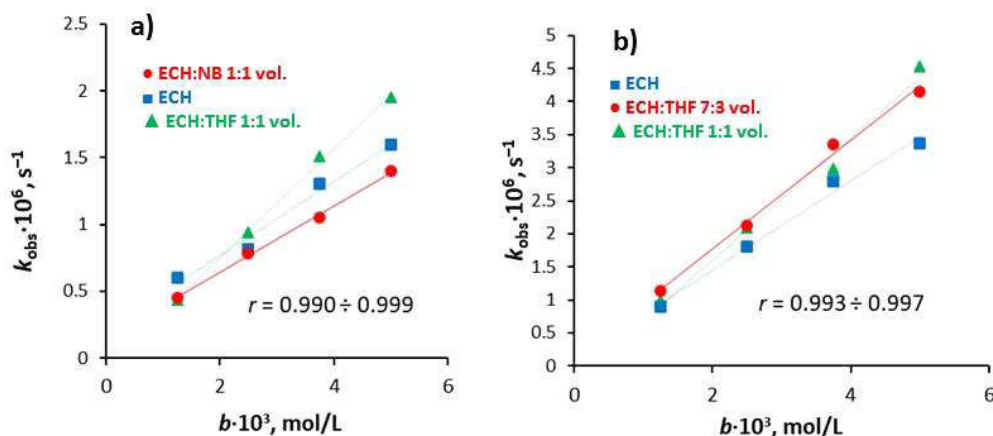 a)
2.5
2
1.5
1
0.5
0
0
2
4
6
ECH:NB 1:1 vol.
ECH
ECH:THF 1:1 vol.
r = 0.990 ÷ 0.999
k_obs·10⁶, s⁻¹
b·10³, mol/L
b)
5
4.5
4
3.5
3
2.5
2
1.5
1
0.5
0
0
2
4
6
ECH
ECH:THF 7:3 vol.
ECH:THF 1:1 vol.
r = 0.993 ÷ 0.997
k_obs·10⁶, s⁻¹
b·10³, mol/L